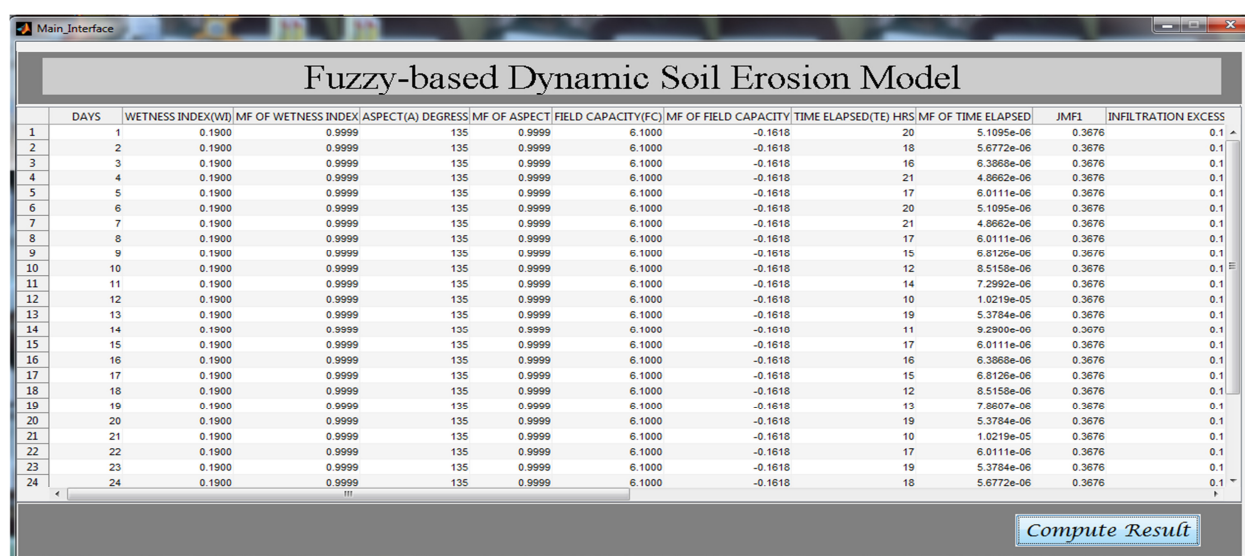 Main_Interface
Fuzzy-based Dynamic Soil Erosion Model
DAYS WETNESS INDEX(WI) MF OF WETNESS INDEX ASPECT(A) DEGRESS MF OF ASPECT FIELD CAPACITY(FC) MF OF FIELD CAPACITY TIME ELAPSED(TE) HRS MF OF TIME ELAPSED JMF1 INFILTRATION EXCESS
1 1 0.1900 0.9999 135 0.9999 6.1000 -0.1618 20 5.1095e-06 0.3676 0.1
2 2 0.1900 0.9999 135 0.9999 6.1000 -0.1618 18 5.6772e-06 0.3676 0.1
3 3 0.1900 0.9999 135 0.9999 6.1000 -0.1618 16 6.3868e-06 0.3676 0.1
4 4 0.1900 0.9999 135 0.9999 6.1000 -0.1618 21 4.8662e-06 0.3676 0.1
5 5 0.1900 0.9999 135 0.9999 6.1000 -0.1618 17 6.0111e-06 0.3676 0.1
6 6 0.1900 0.9999 135 0.9999 6.1000 -0.1618 20 5.1095e-06 0.3676 0.1
7 7 0.1900 0.9999 135 0.9999 6.1000 -0.1618 21 4.8662e-06 0.3676 0.1
8 8 0.1900 0.9999 135 0.9999 6.1000 -0.1618 17 6.0111e-06 0.3676 0.1
9 9 0.1900 0.9999 135 0.9999 6.1000 -0.1618 15 6.8126e-06 0.3676 0.1
10 10 0.1900 0.9999 135 0.9999 6.1000 -0.1618 12 8.5158e-06 0.3676 0.1
11 11 0.1900 0.9999 135 0.9999 6.1000 -0.1618 14 7.2992e-06 0.3676 0.1
12 12 0.1900 0.9999 135 0.9999 6.1000 -0.1618 10 1.0219e-05 0.3676 0.1
13 13 0.1900 0.9999 135 0.9999 6.1000 -0.1618 19 5.3784e-06 0.3676 0.1
14 14 0.1900 0.9999 135 0.9999 6.1000 -0.1618 11 9.2900e-06 0.3676 0.1
15 15 0.1900 0.9999 135 0.9999 6.1000 -0.1618 17 6.0111e-06 0.3676 0.1
16 16 0.1900 0.9999 135 0.9999 6.1000 -0.1618 16 6.3868e-06 0.3676 0.1
17 17 0.1900 0.9999 135 0.9999 6.1000 -0.1618 15 6.8126e-06 0.3676 0.1
18 18 0.1900 0.9999 135 0.9999 6.1000 -0.1618 12 8.5158e-06 0.3676 0.1
19 19 0.1900 0.9999 135 0.9999 6.1000 -0.1618 13 7.8607e-06 0.3676 0.1
20 20 0.1900 0.9999 135 0.9999 6.1000 -0.1618 19 5.3784e-06 0.3676 0.1
21 21 0.1900 0.9999 135 0.9999 6.1000 -0.1618 10 1.0219e-05 0.3676 0.1
22 22 0.1900 0.9999 135 0.9999 6.1000 -0.1618 17 6.0111e-06 0.3676 0.1
23 23 0.1900 0.9999 135 0.9999 6.1000 -0.1618 19 5.3784e-06 0.3676 0.1
24 24 0.1900 0.9999 135 0.9999 6.1000 -0.1618 18 5.6772e-06 0.3676 0.1
Compute Result